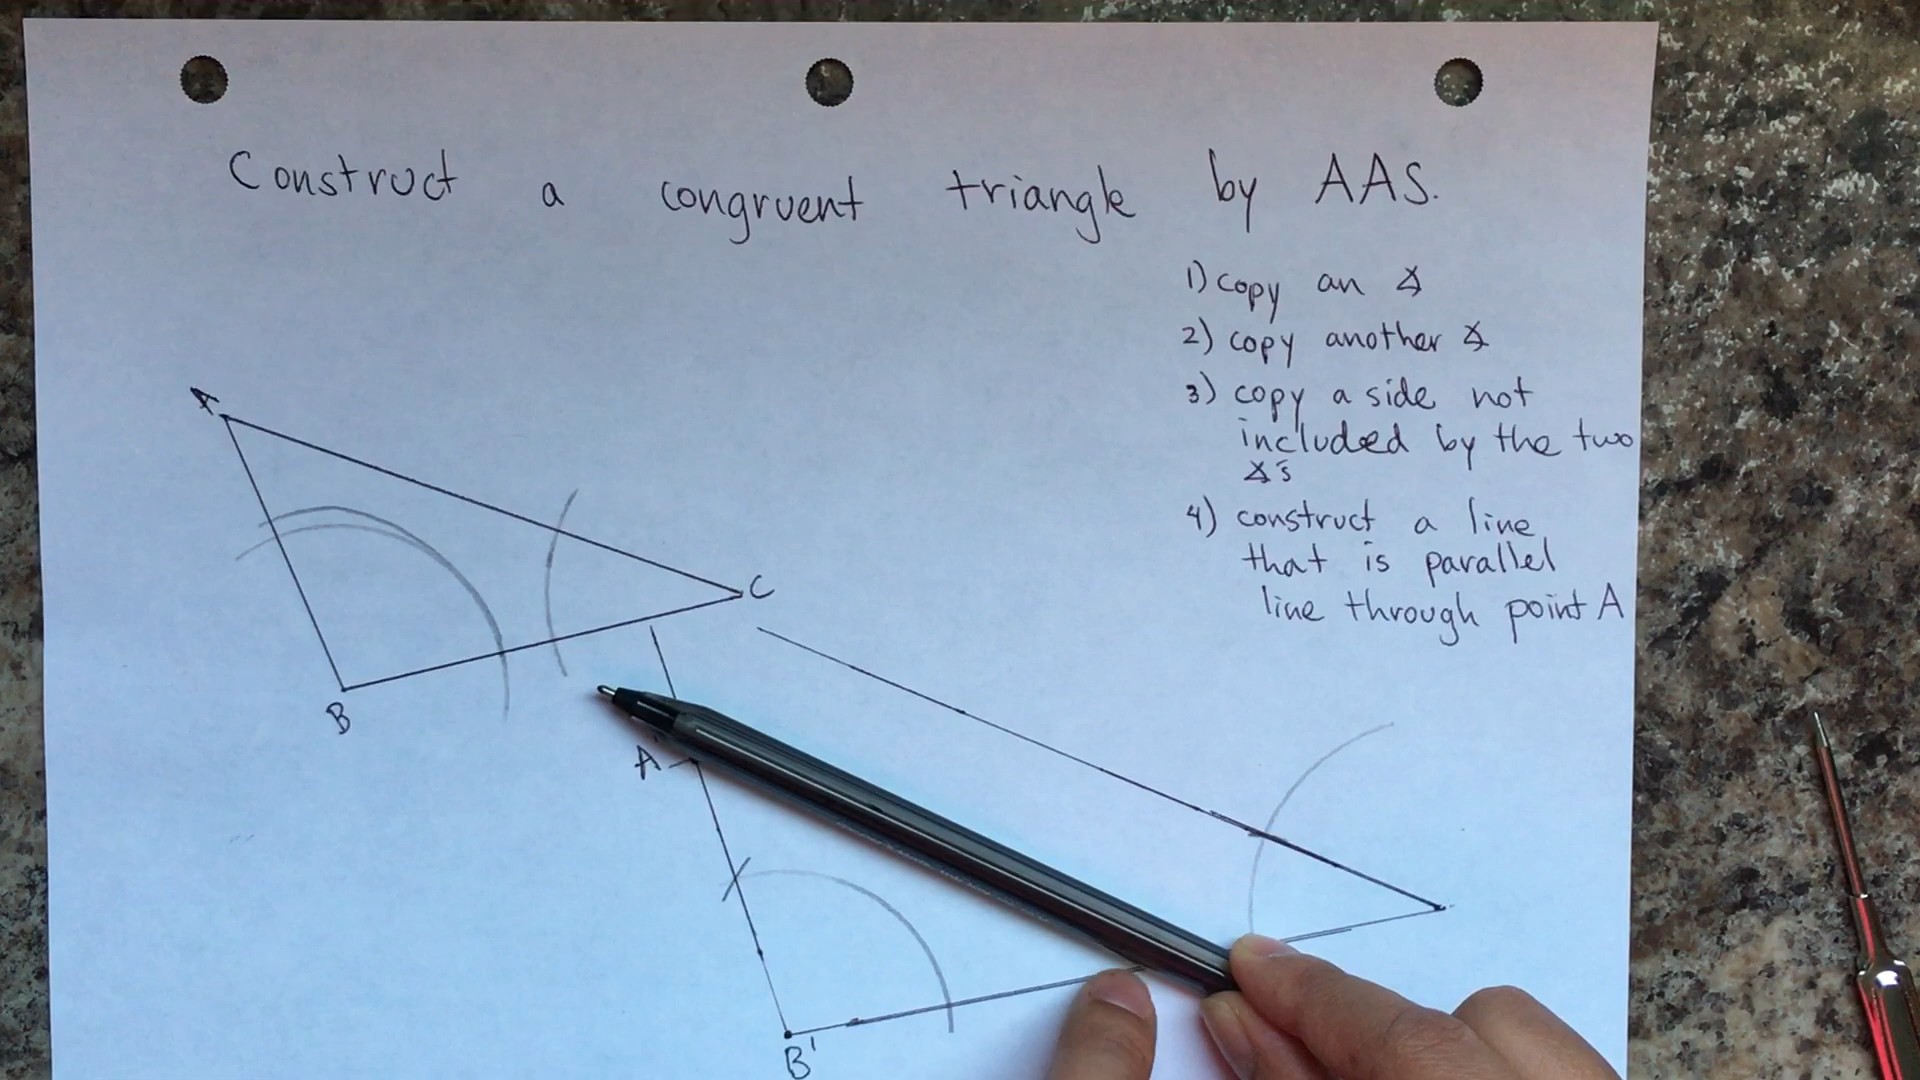 Construct a congruent triangle by AAS.
1) copy an ∡
2) copy another ∡
3) copy a side not
included by the two
∡'s
4) construct a line
that is parallel
line through point A
A
C
B
A'
B'